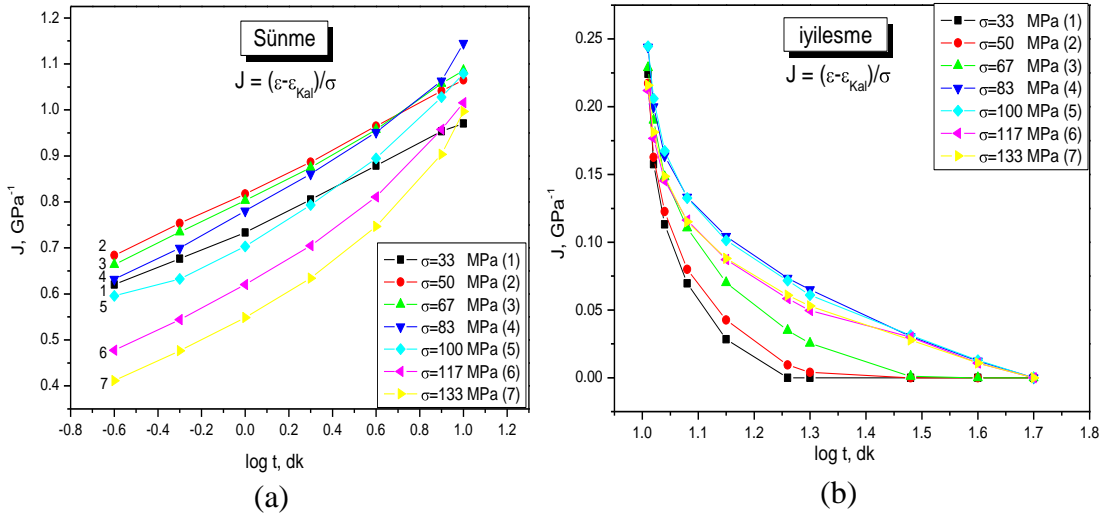 Sünme
J = (ε-ε_Kal)/σ
J, GPa⁻¹
1.2
1.1
1.0
0.9
0.8
0.7
0.6
0.5
0.4
2
3
4
1
5
6
7
σ=33 MPa (1)
σ=50 MPa (2)
σ=67 MPa (3)
σ=83 MPa (4)
σ=100 MPa (5)
σ=117 MPa (6)
σ=133 MPa (7)
-0.8 -0.6 -0.4 -0.2 0.0 0.2 0.4 0.6 0.8 1.0 1.2
log t, dk
(a)
iyilesme
J = (ε-ε_Kal)/σ
σ=33 MPa (1)
σ=50 MPa (2)
σ=67 MPa (3)
σ=83 MPa (4)
σ=100 MPa (5)
σ=117 MPa (6)
σ=133 MPa (7)
J, GPa⁻¹
0.25
0.20
0.15
0.10
0.05
0.00
1.0 1.1 1.2 1.3 1.4 1.5 1.6 1.7 1.8
log t, dk
(b)